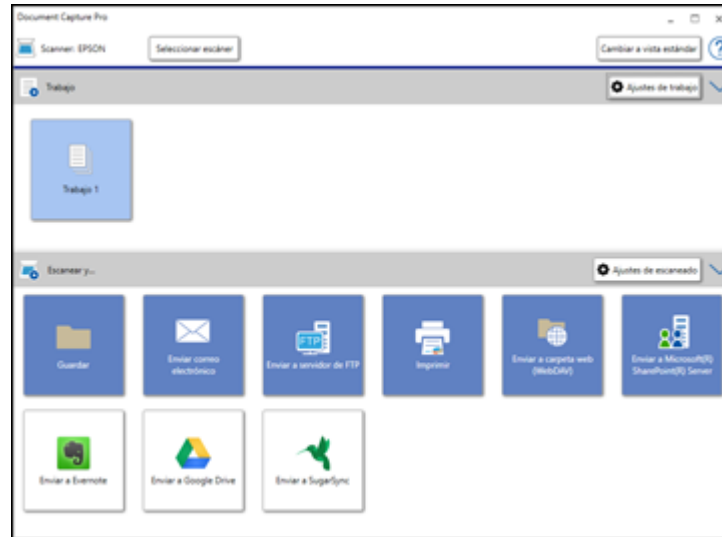 Document Capture Pro
Scanner: EPSON
Seleccionar escáner
Cambiar a vista estándar
?
Trabajo
Ajustes de trabajo
Trabajo 1
Escanear y...
Ajustes de escaneado
Guardar
Enviar correo
electrónico
FTP
Enviar a servidor de FTP
Imprimir
Enviar a carpeta web
(WebDAV)
Enviar a Microsoft(R)
SharePoint(R) Server
Enviar a Evernote
Enviar a Google Drive
Enviar a SugarSync